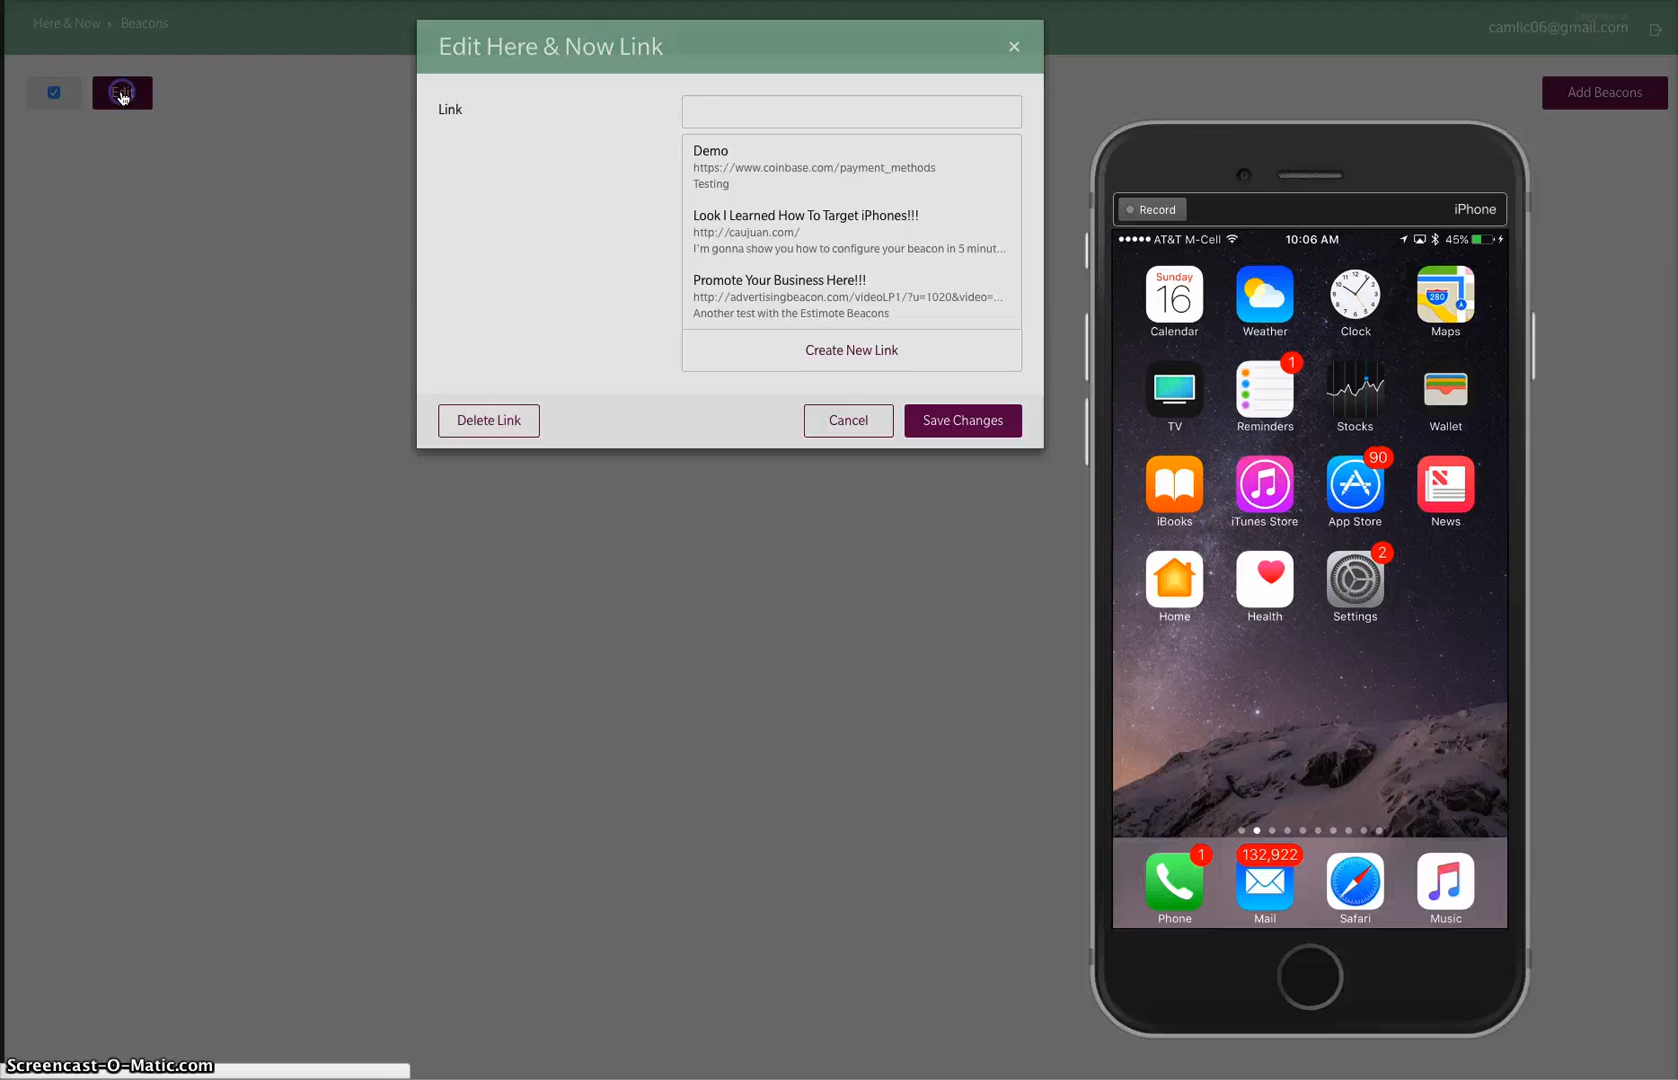 Here & Now › Beacons
camllc06@gmail.com
Edit
Add Beacons
Edit Here & Now Link
×
Link
Demo
https://www.coinbase.com/payment_methods
Testing
Look I Learned How To Target iPhones!!!
http://caujuan.com/
I'm gonna show you how to configure your beacon in 5 minut...
Promote Your Business Here!!!
http://advertisingbeacon.com/videoLP1/?u=1020&video=...
Another test with the Estimote Beacons
Create New Link
Delete Link
Cancel
Save Changes
Record
iPhone
AT&T M-Cell
10:06 AM
45%
Sunday
16
280
Calendar
Weather
Clock
Maps
1
TV
Reminders
Stocks
Wallet
90
iBooks
iTunes Store
App Store
News
2
Home
Health
Settings
1
132,922
Phone
Mail
Safari
Music
Screencast-O-Matic.com